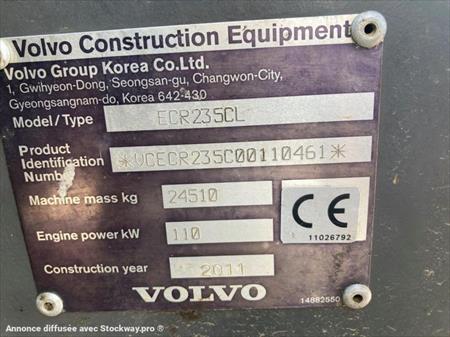 Volvo Construction Equipment
Volvo Group Korea Co.Ltd.
1, Gwihyeon-Dong, Seongsan-gu, Changwon-City,
Gyeongsangnam-do, Korea 642-430
Model/Type ECR235CL
Product Identification Number *VCECR235C00110461*
Machine mass kg 24510
Engine power kW 110
CE
11026792
Construction year 2011
VOLVO
14882550
Annonce diffusée avec Stockway.pro ®